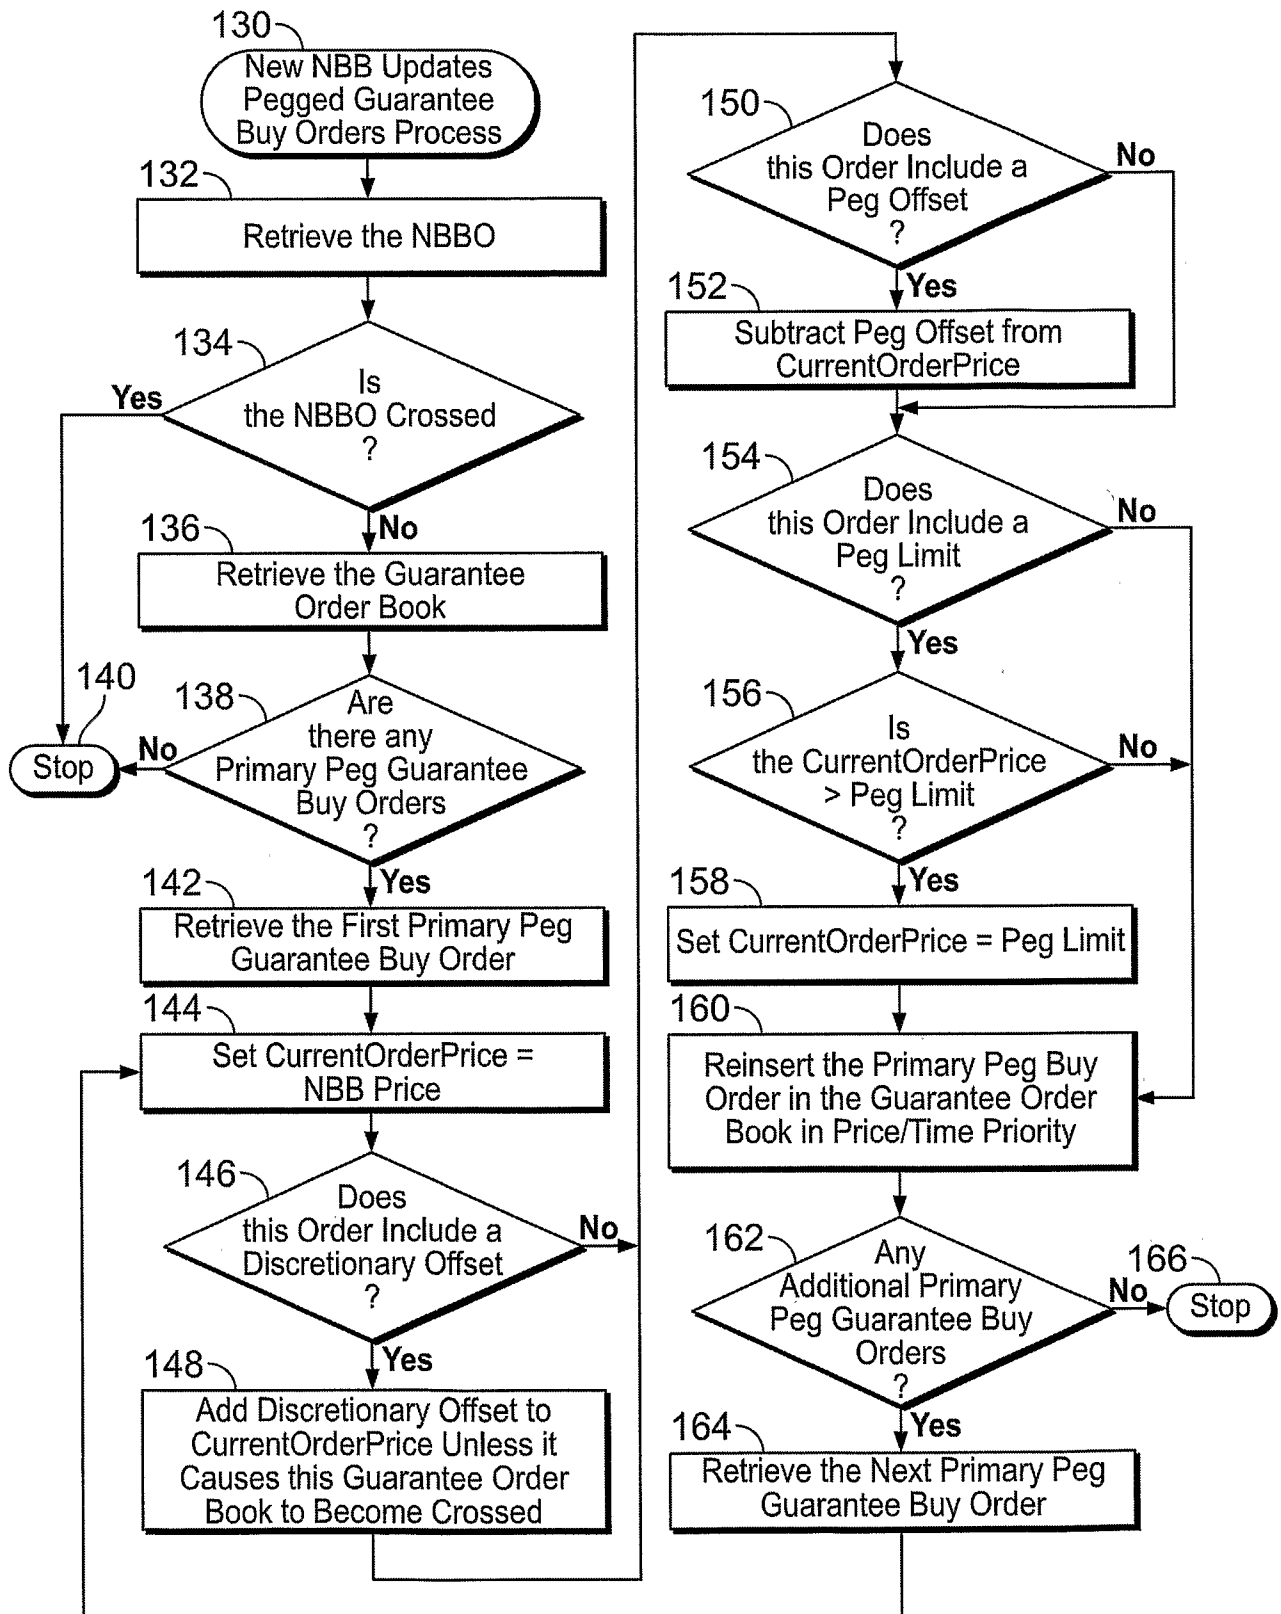 130
New NBB Updates
Pegged Guarantee
Buy Orders Process
132
Retrieve the NBBO
134
Is
the NBBO Crossed
?
Yes
No
136
Retrieve the Guarantee
Order Book
138
Are
there any
Primary Peg Guarantee
Buy Orders
?
No
140
Stop
Yes
142
Retrieve the First Primary Peg
Guarantee Buy Order
144
Set CurrentOrderPrice =
NBB Price
146
Does
this Order Include a
Discretionary Offset
?
No
Yes
148
Add Discretionary Offset to
CurrentOrderPrice Unless it
Causes this Guarantee Order
Book to Become Crossed
150
Does
this Order Include a
Peg Offset
?
No
Yes
152
Subtract Peg Offset from
CurrentOrderPrice
154
Does
this Order Include a
Peg Limit
?
No
Yes
156
Is
the CurrentOrderPrice
> Peg Limit
?
No
Yes
158
Set CurrentOrderPrice = Peg Limit
160
Reinsert the Primary Peg Buy
Order in the Guarantee Order
Book in Price/Time Priority
162
Any
Additional Primary
Peg Guarantee Buy
Orders
?
No
166
Stop
Yes
164
Retrieve the Next Primary Peg
Guarantee Buy Order